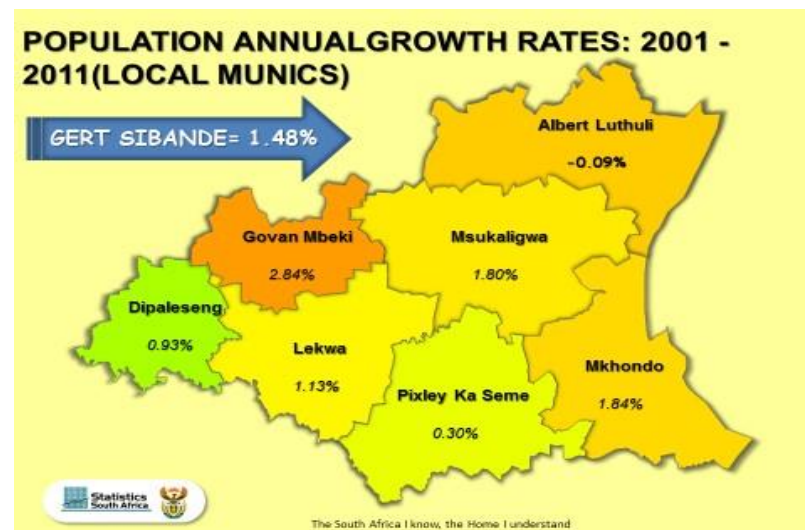 POPULATION ANNUALGROWTH RATES: 2001 -
2011(LOCAL MUNICS)
GERT SIBANDE= 1.48%
Albert Luthuli
-0.09%
Govan Mbeki
2.84%
Msukaligwa
1.80%
Dipaleseng
0.93%
Lekwa
1.13%
Mkhondo
1.84%
Pixley Ka Seme
0.30%
Statistics
South Africa
The South Africa I know, the Home I understand